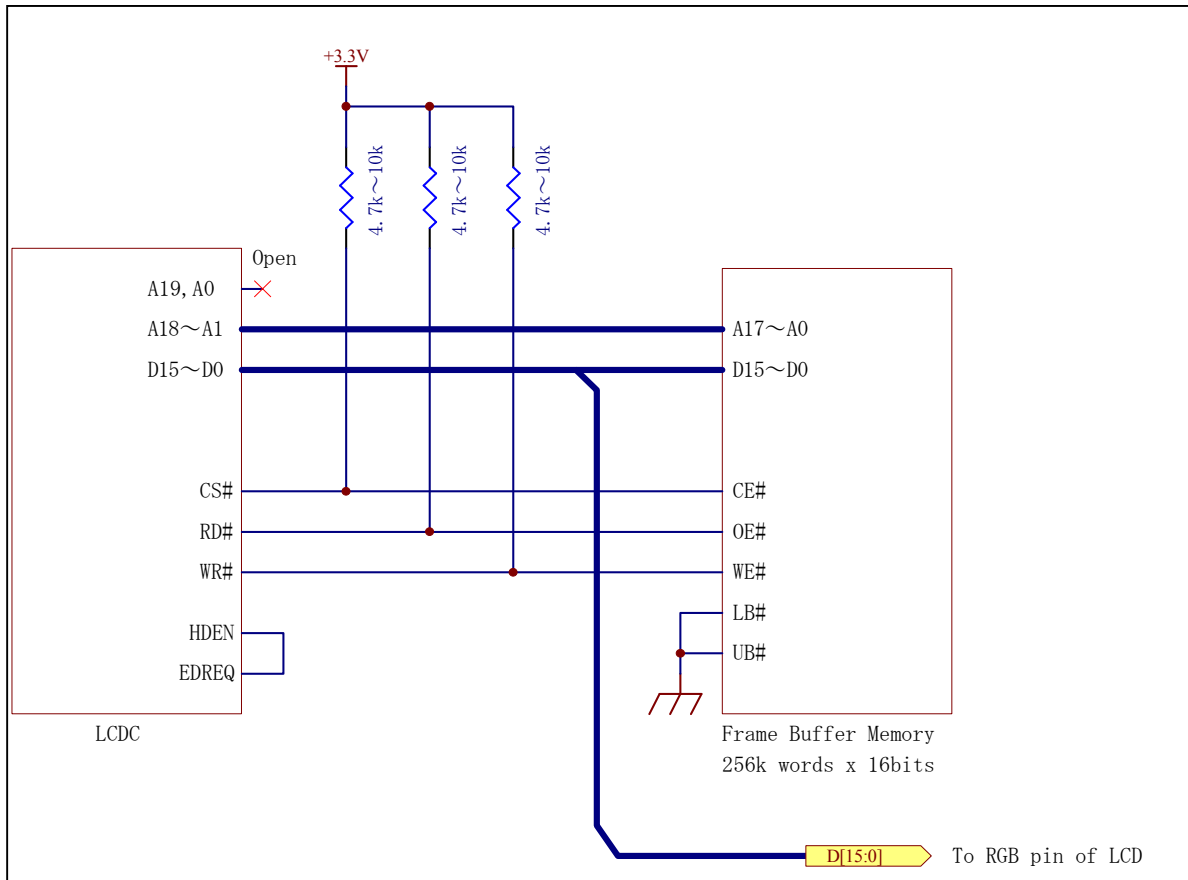 +3.3V
4.7k～10k
4.7k～10k
4.7k～10k
Open
A19,A0
A18～A1
D15～D0
CS#
RD#
WR#
HDEN
EDREQ
LCDC
A17～A0
D15～D0
CE#
OE#
WE#
LB#
UB#
Frame Buffer Memory
256k words x 16bits
D[15:0]
To RGB pin of LCD